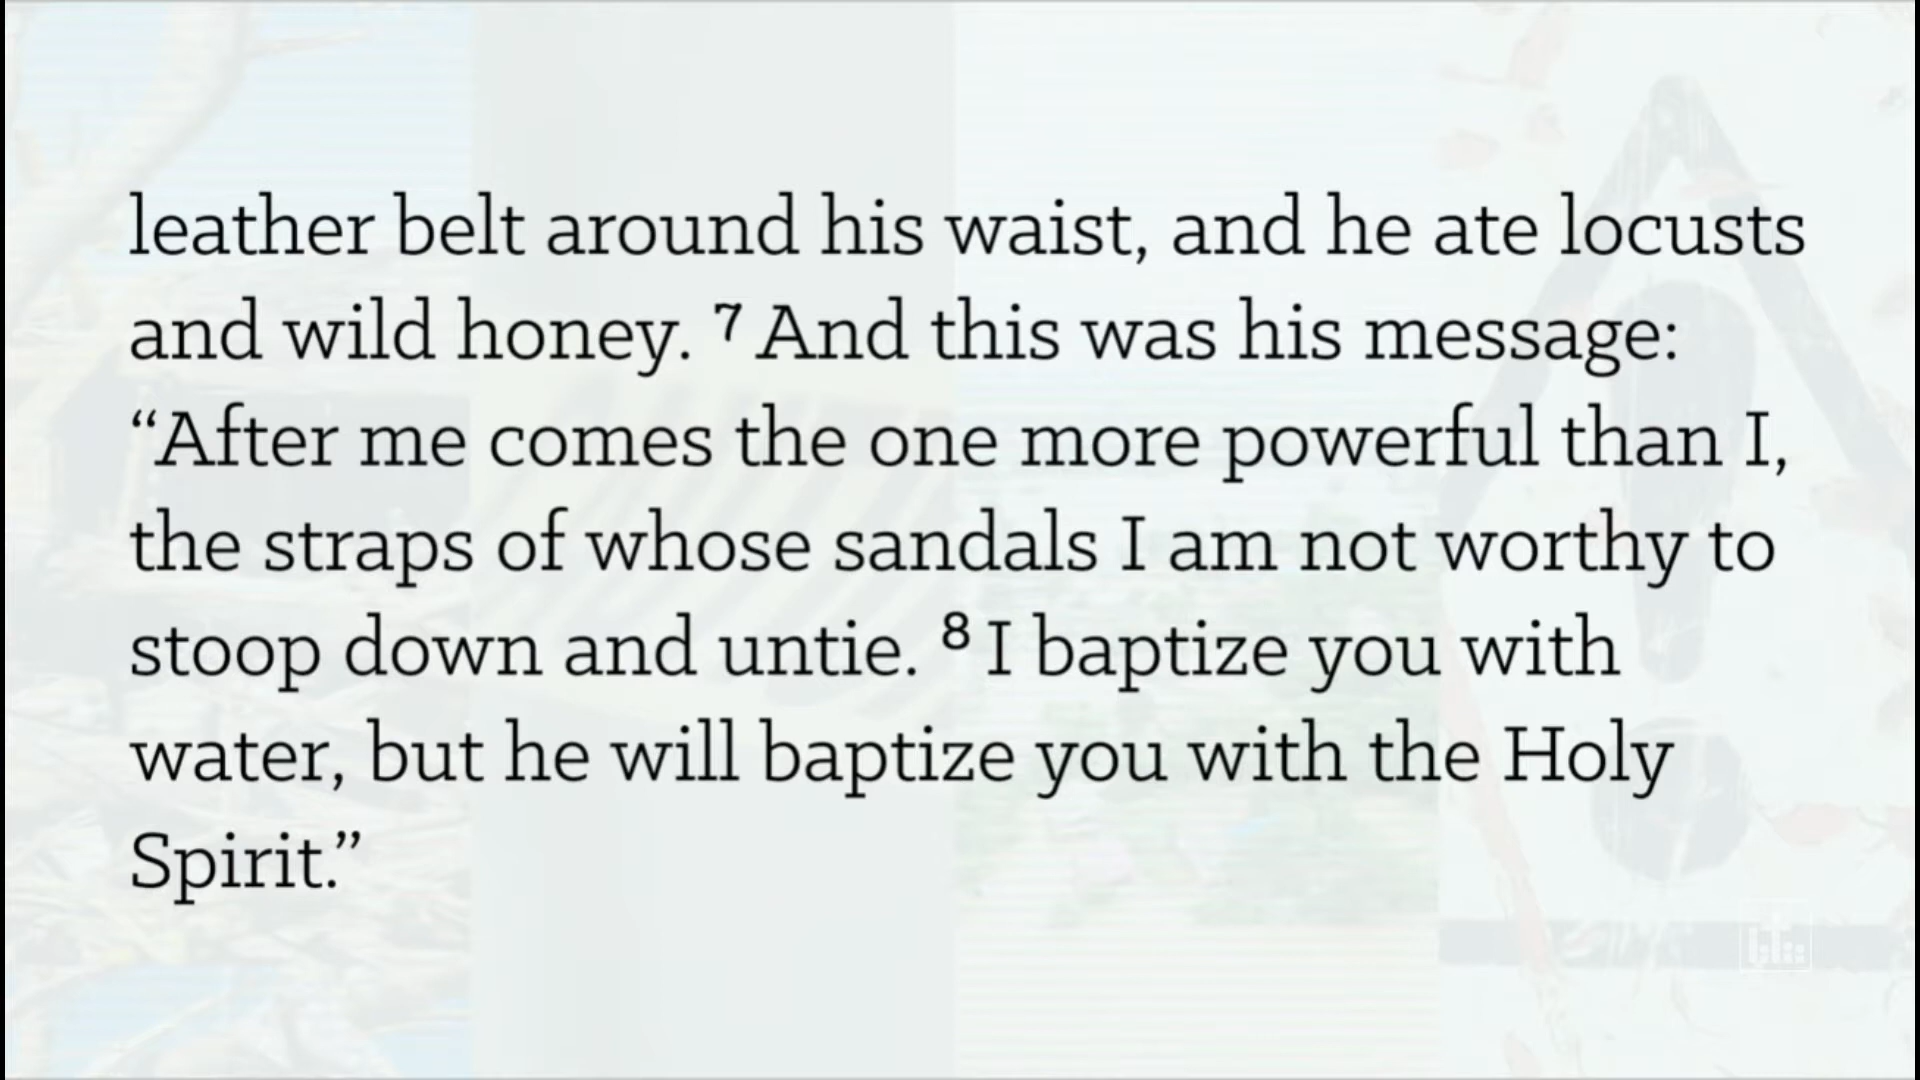 leather belt around his waist, and he ate locusts
and wild honey. ⁷ And this was his message:
“After me comes the one more powerful than I,
the straps of whose sandals I am not worthy to
stoop down and untie. ⁸ I baptize you with
water, but he will baptize you with the Holy
Spirit.”